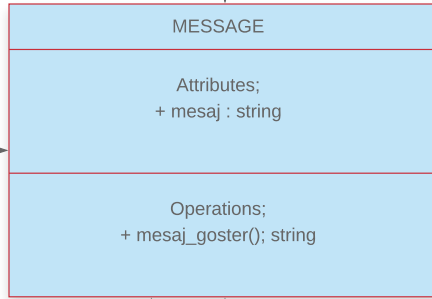 MESSAGE
Attributes;
+ mesaj : string
Operations;
+ mesaj_goster(); string